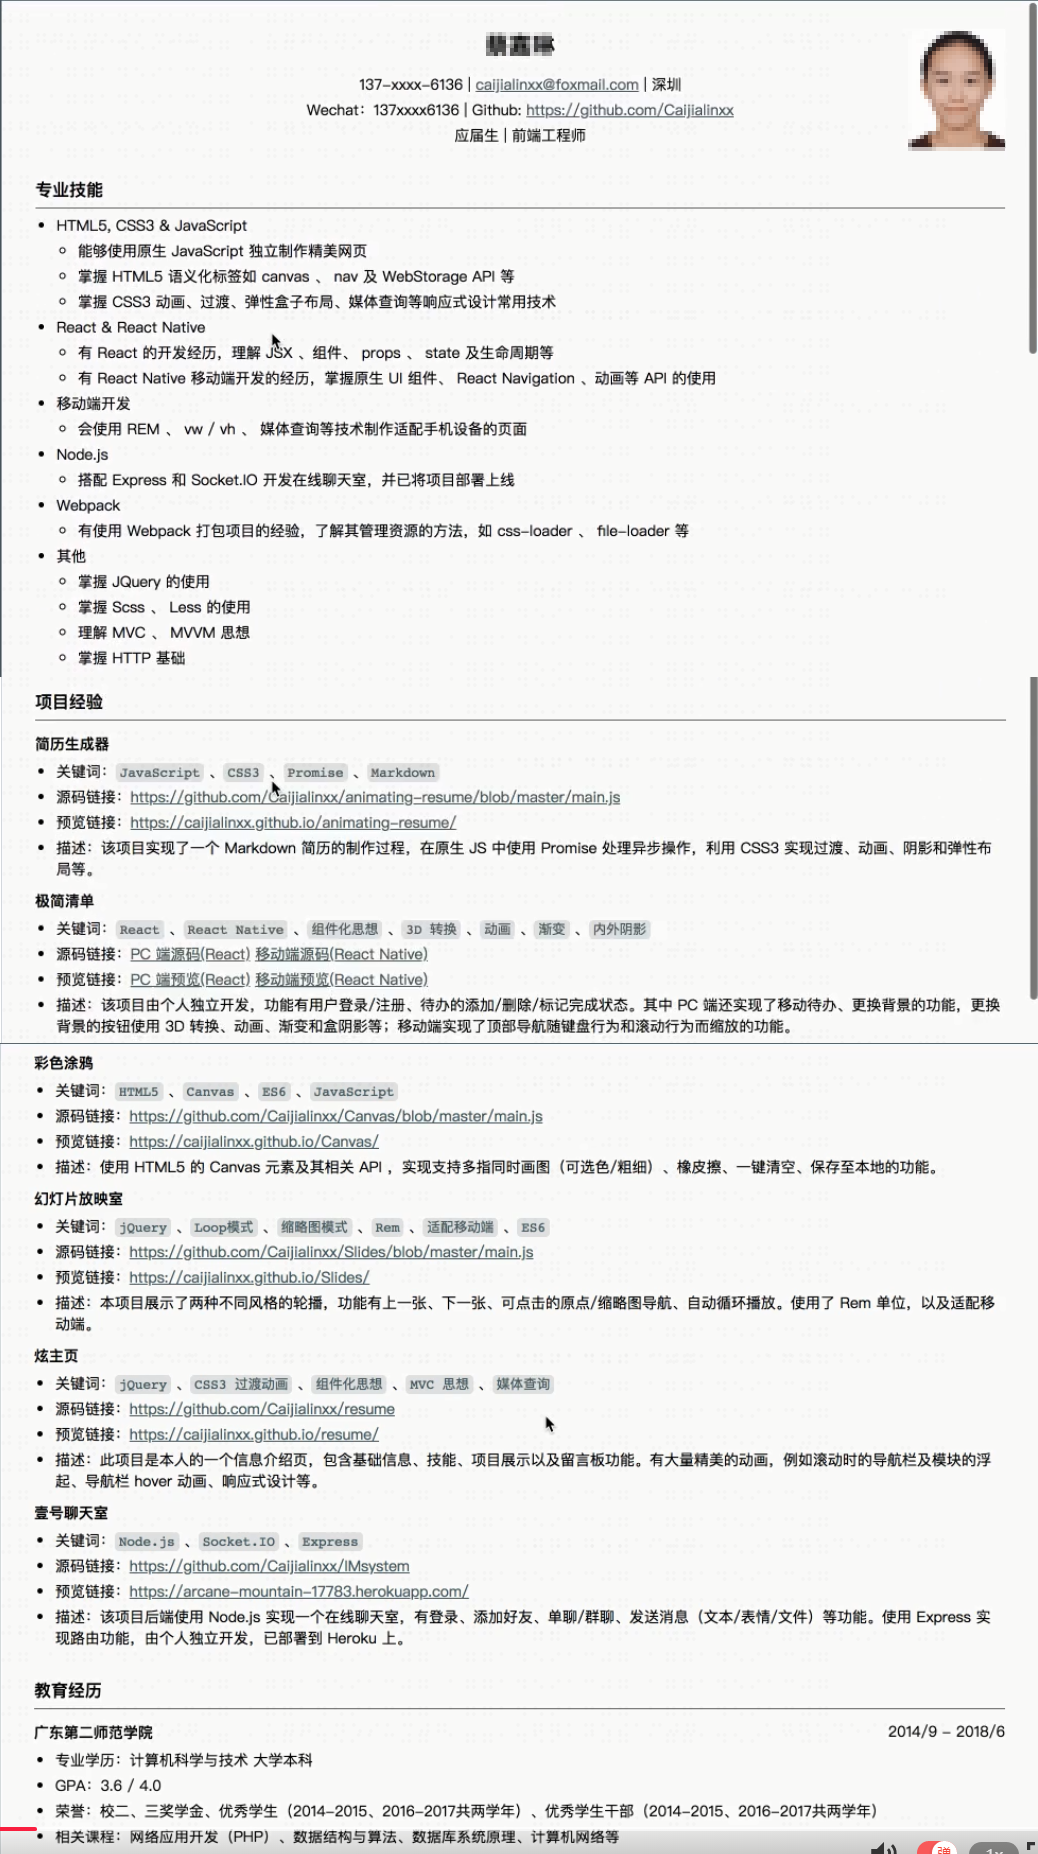 137-xxxx-6136 | caijialinxx@foxmail.com | 深圳
Wechat：137xxxx6136 | Github: https://github.com/Caijialinxx
应届生 | 前端工程师
专业技能
HTML5, CSS3 & JavaScript
能够使用原生 JavaScript 独立制作精美网页
掌握 HTML5 语义化标签如 canvas 、 nav 及 WebStorage API 等
掌握 CSS3 动画、过渡、弹性盒子布局、媒体查询等响应式设计常用技术
React & React Native
有 React 的开发经历，理解 JSX 、组件、 props 、 state 及生命周期等
有 React Native 移动端开发的经历，掌握原生 UI 组件、 React Navigation 、动画等 API 的使用
移动端开发
会使用 REM 、 vw / vh 、 媒体查询等技术制作适配手机设备的页面
Node.js
搭配 Express 和 Socket.IO 开发在线聊天室，并已将项目部署上线
Webpack
有使用 Webpack 打包项目的经验，了解其管理资源的方法，如 css-loader 、 file-loader 等
其他
掌握 JQuery 的使用
掌握 Scss 、 Less 的使用
理解 MVC 、 MVVM 思想
掌握 HTTP 基础
项目经验
简历生成器
关键词： JavaScript 、 CSS3 、 Promise 、 Markdown
源码链接：https://github.com/Caijialinxx/animating-resume/blob/master/main.js
预览链接：https://caijialinxx.github.io/animating-resume/
描述：该项目实现了一个 Markdown 简历的制作过程，在原生 JS 中使用 Promise 处理异步操作，利用 CSS3 实现过渡、动画、阴影和弹性布
局等。
极简清单
关键词： React 、 React Native 、 组件化思想 、 3D 转换 、 动画 、 渐变 、 内外阴影
源码链接：PC 端源码(React) 移动端源码(React Native)
预览链接：PC 端预览(React) 移动端预览(React Native)
描述：该项目由个人独立开发，功能有用户登录/注册、待办的添加/删除/标记完成状态。其中 PC 端还实现了移动待办、更换背景的功能，更换
背景的按钮使用 3D 转换、动画、渐变和盒阴影等；移动端实现了顶部导航随键盘行为和滚动行为而缩放的功能。
彩色涂鸦
关键词： HTML5 、 Canvas 、 ES6 、 JavaScript
源码链接：https://github.com/Caijialinxx/Canvas/blob/master/main.js
预览链接：https://caijialinxx.github.io/Canvas/
描述：使用 HTML5 的 Canvas 元素及其相关 API ，实现支持多指同时画图（可选色/粗细）、橡皮擦、一键清空、保存至本地的功能。
幻灯片放映室
关键词： jQuery 、 Loop模式 、 缩略图模式 、 Rem 、 适配移动端 、 ES6
源码链接：https://github.com/Caijialinxx/Slides/blob/master/main.js
预览链接：https://caijialinxx.github.io/Slides/
描述：本项目展示了两种不同风格的轮播，功能有上一张、下一张、可点击的原点/缩略图导航、自动循环播放。使用了 Rem 单位，以及适配移
动端。
炫主页
关键词： jQuery 、 CSS3 过渡动画 、 组件化思想 、 MVC 思想 、 媒体查询
源码链接：https://github.com/Caijialinxx/resume
预览链接：https://caijialinxx.github.io/resume/
描述：此项目是本人的一个信息介绍页，包含基础信息、技能、项目展示以及留言板功能。有大量精美的动画，例如滚动时的导航栏及模块的浮
起、导航栏 hover 动画、响应式设计等。
壹号聊天室
关键词： Node.js 、 Socket.IO 、 Express
源码链接：https://github.com/Caijialinxx/IMsystem
预览链接：https://arcane-mountain-17783.herokuapp.com/
描述：该项目后端使用 Node.js 实现一个在线聊天室，有登录、添加好友、单聊/群聊、发送消息（文本/表情/文件）等功能。使用 Express 实
现路由功能，由个人独立开发，已部署到 Heroku 上。
教育经历
广东第二师范学院 2014/9 - 2018/6
专业学历：计算机科学与技术 大学本科
GPA：3.6 / 4.0
荣誉：校二、三奖学金、优秀学生（2014-2015、2016-2017共两学年）、优秀学生干部（2014-2015、2016-2017共两学年）
相关课程：网络应用开发（PHP）、数据结构与算法、数据库系统原理、计算机网络等
弹